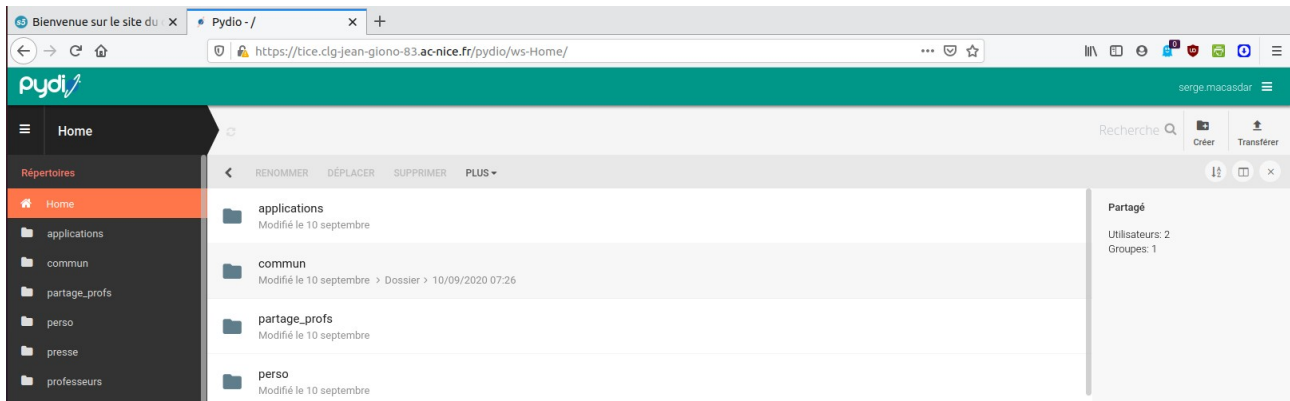 Bienvenue sur le site du
Pydio - /
https://tice.clg-jean-giono-83.ac-nice.fr/pydio/ws-Home/
0
pydio
serge.macasdar
Home
Recherche
Créer
Transférer
Répertoires
RENOMMER DÉPLACER SUPPRIMER PLUS
Home
applications
commun
partage_profs
perso
presse
professeurs
applications
Modifié le 10 septembre
commun
Modifié le 10 septembre > Dossier > 10/09/2020 07:26
partage_profs
Modifié le 10 septembre
perso
Modifié le 10 septembre
Partagé
Utilisateurs: 2
Groupes: 1